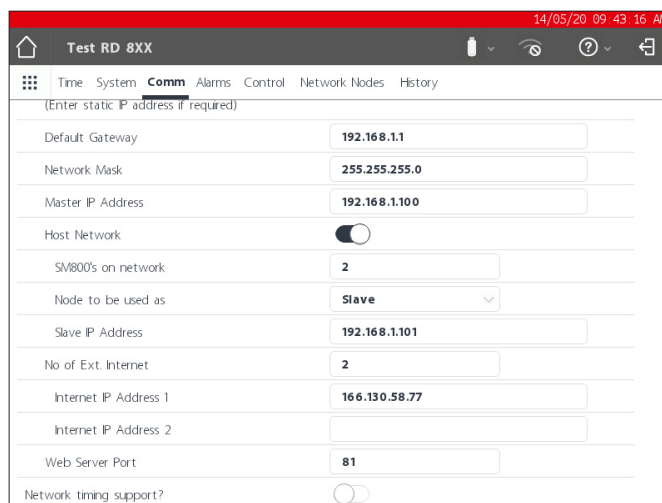 14/05/20 09:43:16 AM
Test RD 8XX
Time System Comm Alarms Control Network Nodes History
(Enter static IP address if required)
Default Gateway 192.168.1.1
Network Mask 255.255.255.0
Master IP Address 192.168.1.100
Host Network
SM800's on network 2
Node to be used as Slave
Slave IP Address 192.168.1.101
No of Ext. Internet 2
Internet IP Address 1 166.130.58.77
Internet IP Address 2
Web Server Port 81
Network timing support?